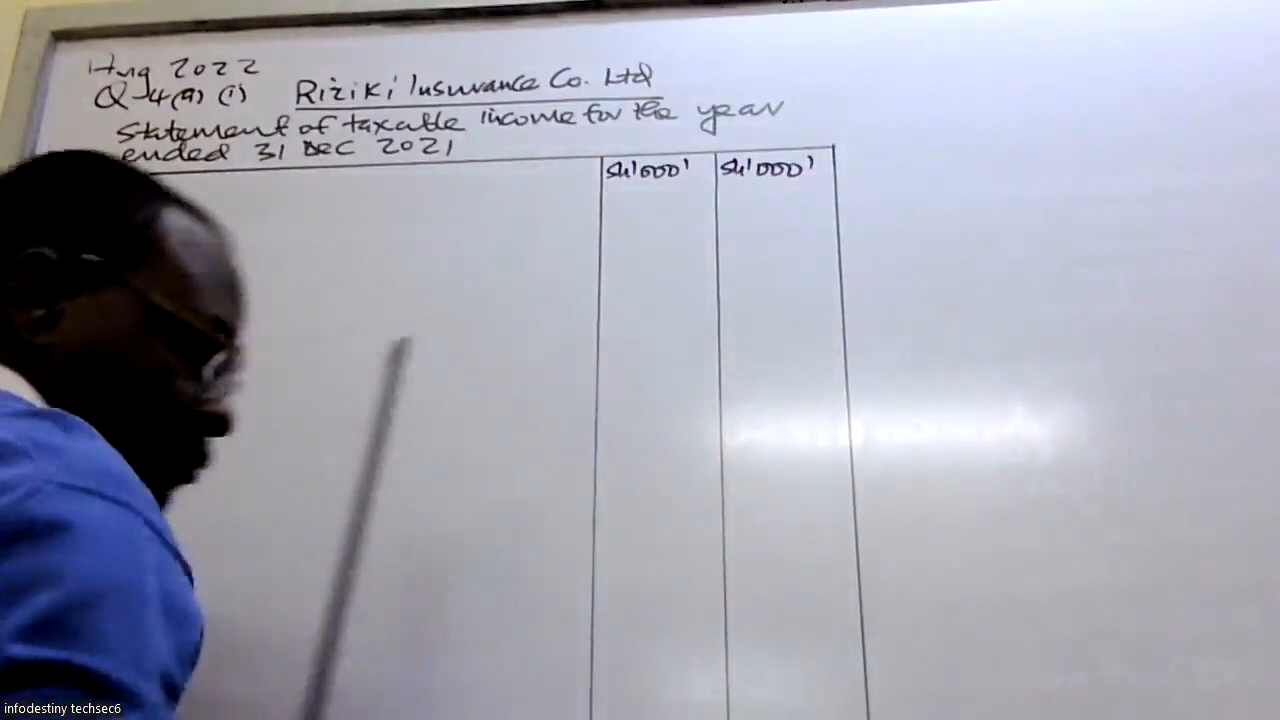 Aug 2022
Q-4(a) (i) Riziki Insurance Co. Ltd
Statement of taxable income for the year
ended 31 Dec 2021
Sh'000' Sh'000'
infodestiny techsec6